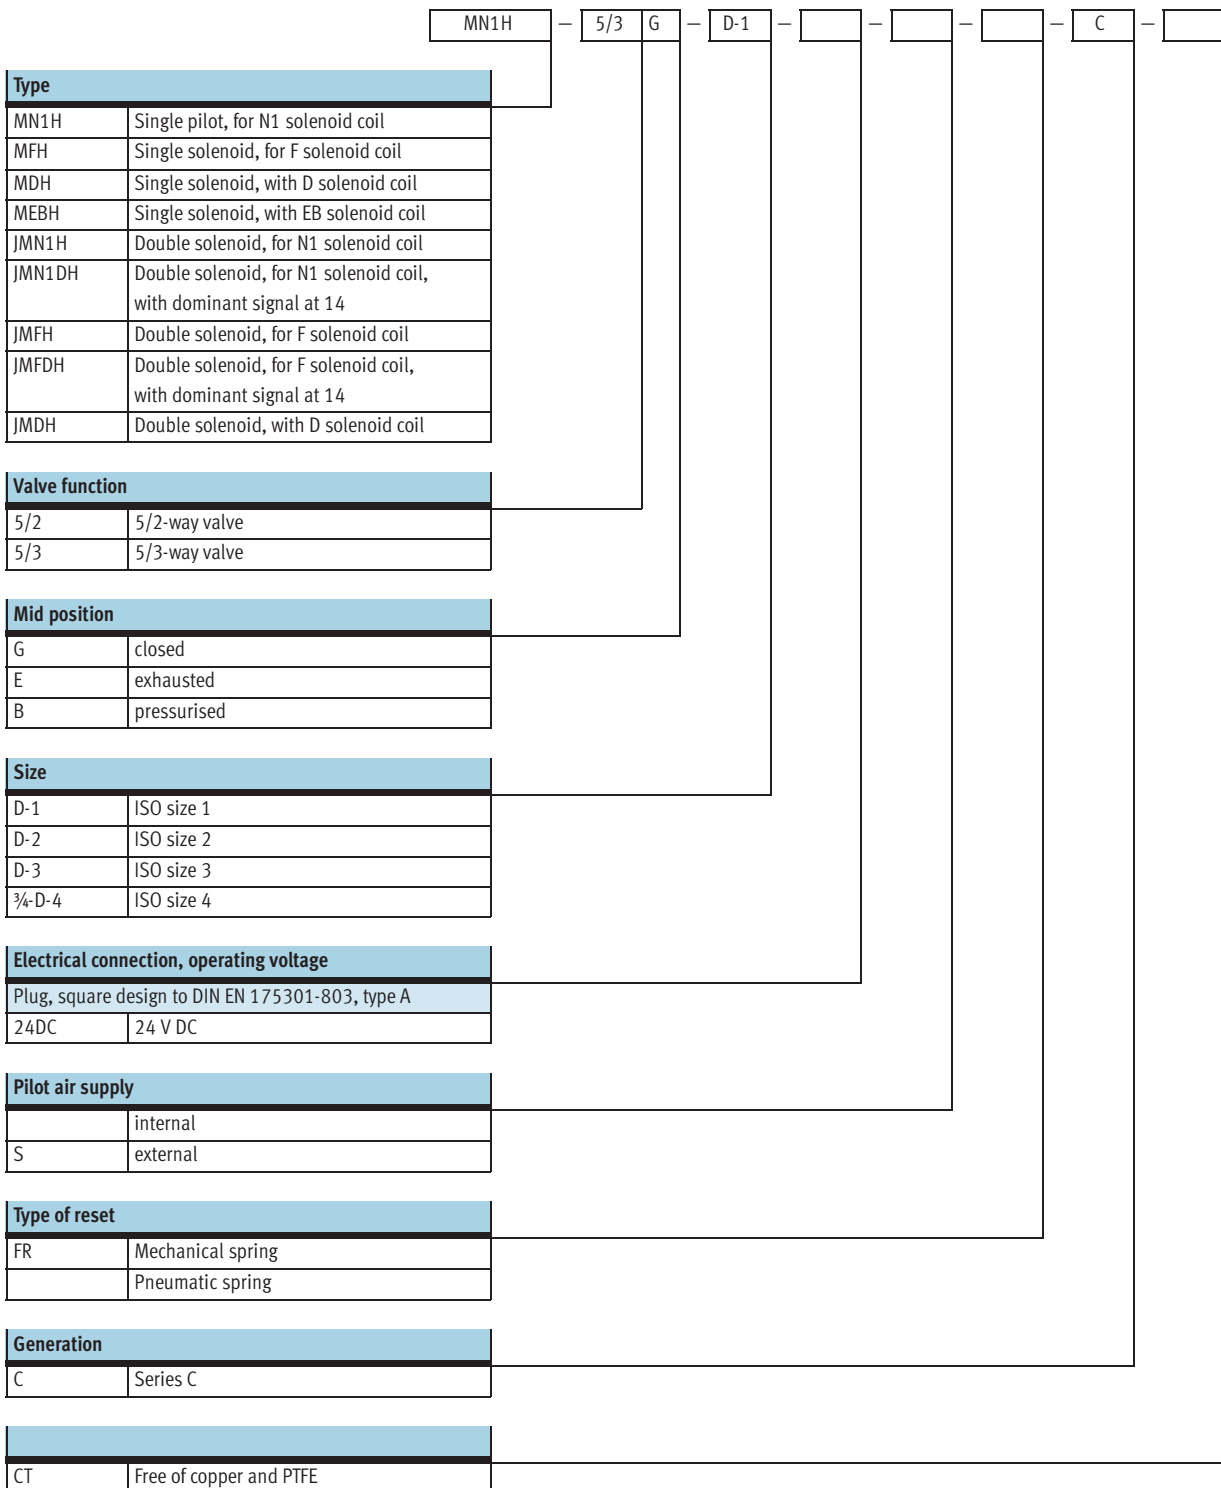 MN1H – 5/3 G – D-1 – – – – C –
Type
MN1H Single pilot, for N1 solenoid coil
MFH Single solenoid, for F solenoid coil
MDH Single solenoid, with D solenoid coil
MEBH Single solenoid, with EB solenoid coil
JMN1H Double solenoid, for N1 solenoid coil
JMN1DH Double solenoid, for N1 solenoid coil,
with dominant signal at 14
JMFH Double solenoid, for F solenoid coil
JMFDH Double solenoid, for F solenoid coil,
with dominant signal at 14
JMDH Double solenoid, with D solenoid coil
Valve function
5/2 5/2-way valve
5/3 5/3-way valve
Mid position
G closed
E exhausted
B pressurised
Size
D-1 ISO size 1
D-2 ISO size 2
D-3 ISO size 3
¾-D-4 ISO size 4
Electrical connection, operating voltage
Plug, square design to DIN EN 175301-803, type A
24DC 24 V DC
Pilot air supply
internal
S external
Type of reset
FR Mechanical spring
Pneumatic spring
Generation
C Series C
CT Free of copper and PTFE